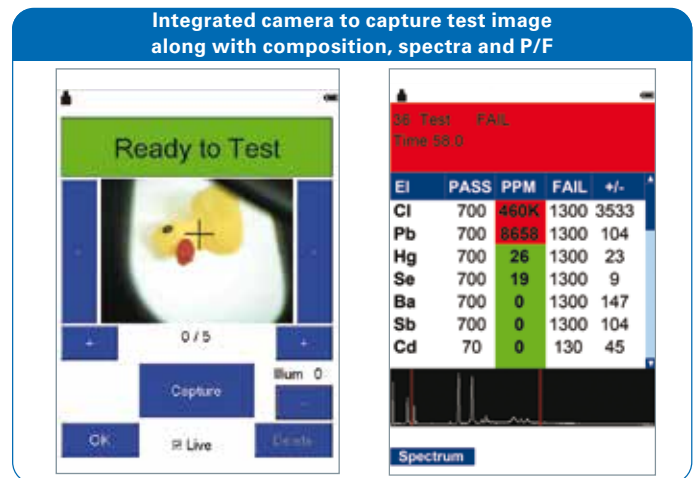 Integrated camera to capture test image
along with composition, spectra and P/F
Ready to Test
-
-
+
0 / 5
+
Capture
Illum 0
-
OK
Live
Delete
36 Test FAIL
Time 58.0
El PASS PPM FAIL +/-
Cl 700 460K 1300 3533
Pb 700 8658 1300 104
Hg 700 26 1300 23
Se 700 19 1300 9
Ba 700 0 1300 147
Sb 700 0 1300 104
Cd 70 0 130 45
Spectrum